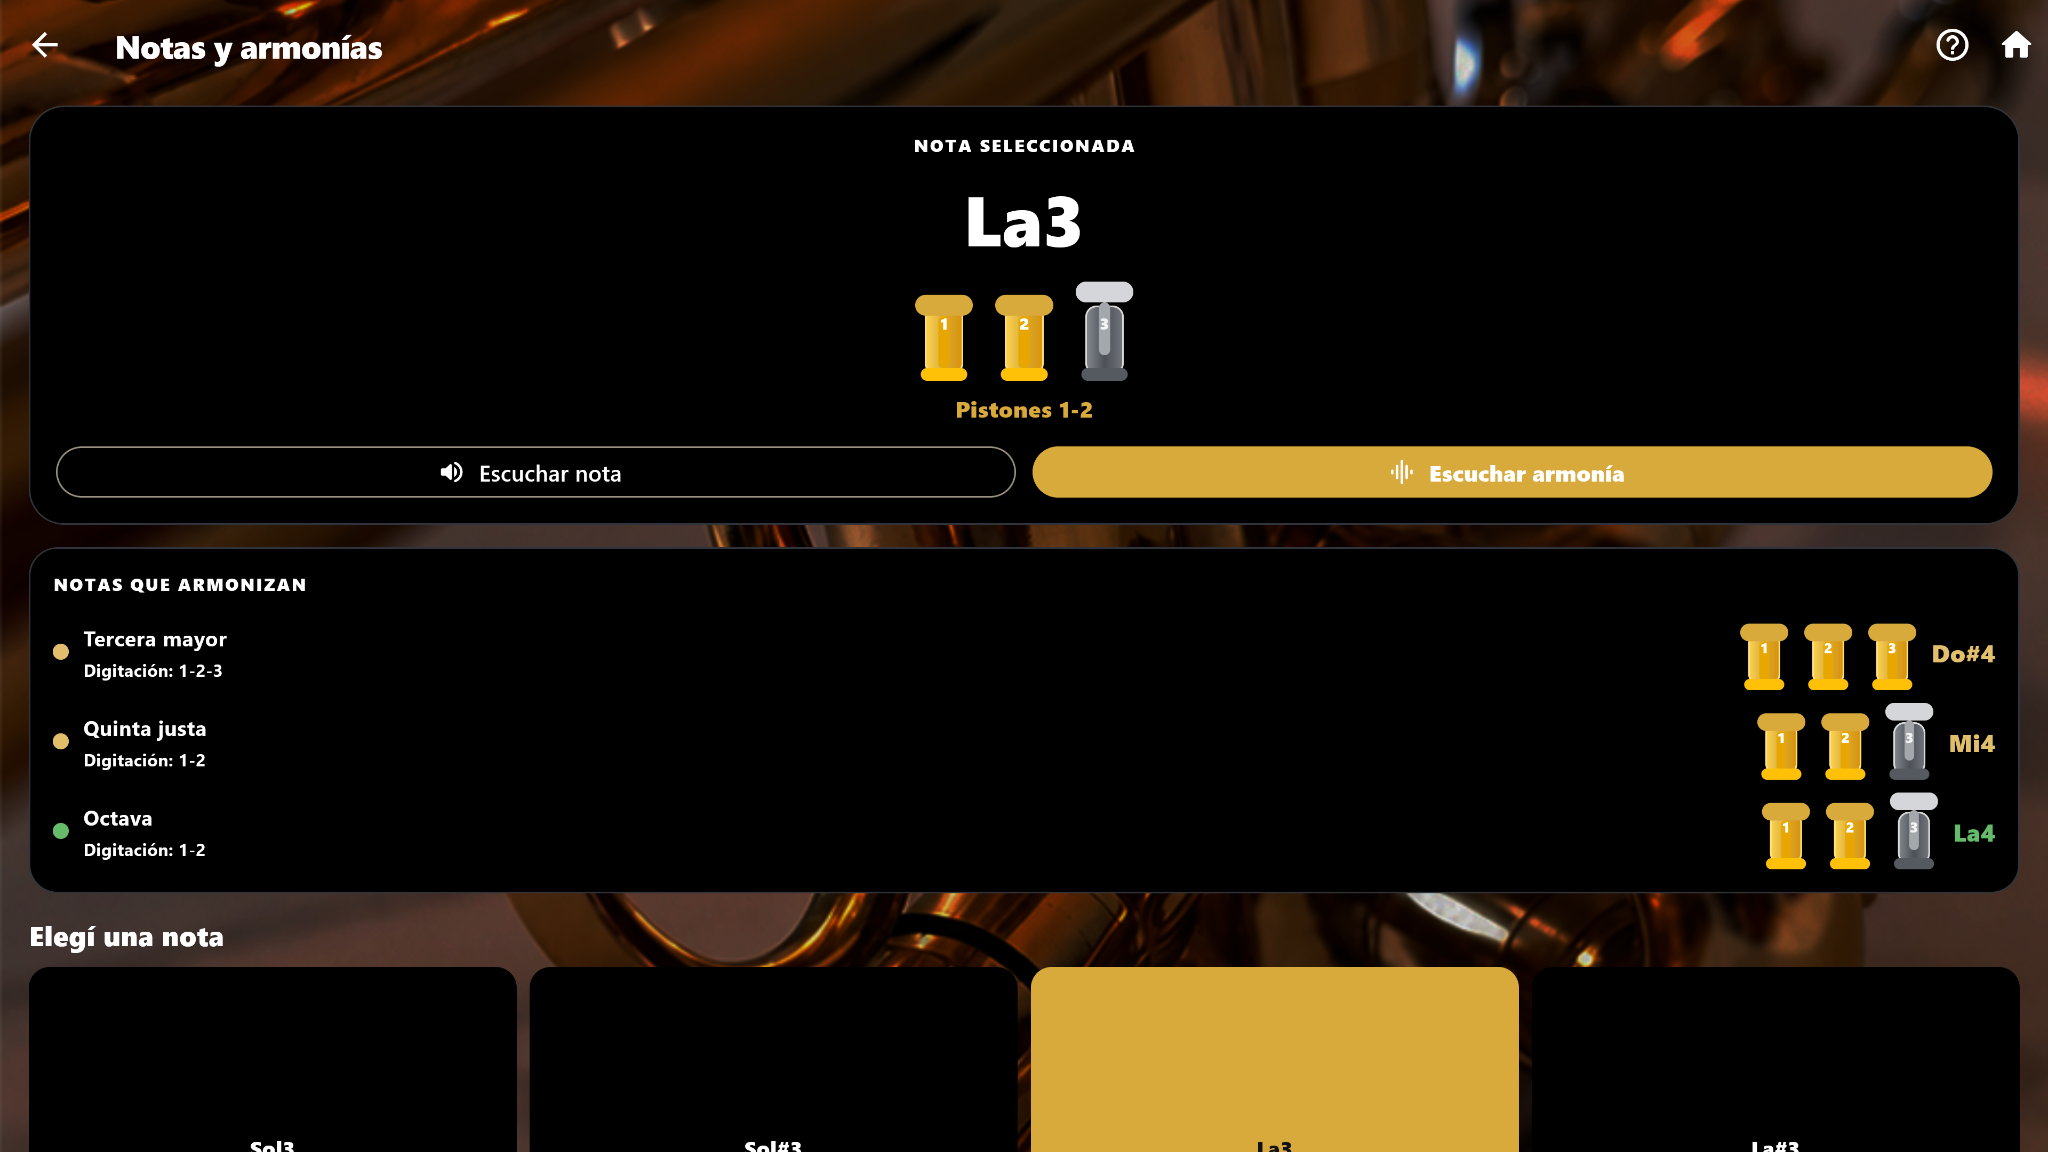 Notas y armonías
NOTA SELECCIONADA
La3
1 2 3
Pistones 1-2
Escuchar nota
Escuchar armonía
NOTAS QUE ARMONIZAN
Tercera mayor
Digitación: 1-2-3
1 2 3 Do#4
Quinta justa
Digitación: 1-2
1 2 3 Mi4
Octava
Digitación: 1-2
1 2 3 La4
Elegí una nota
Sol3
Sol#3
La3
La#3